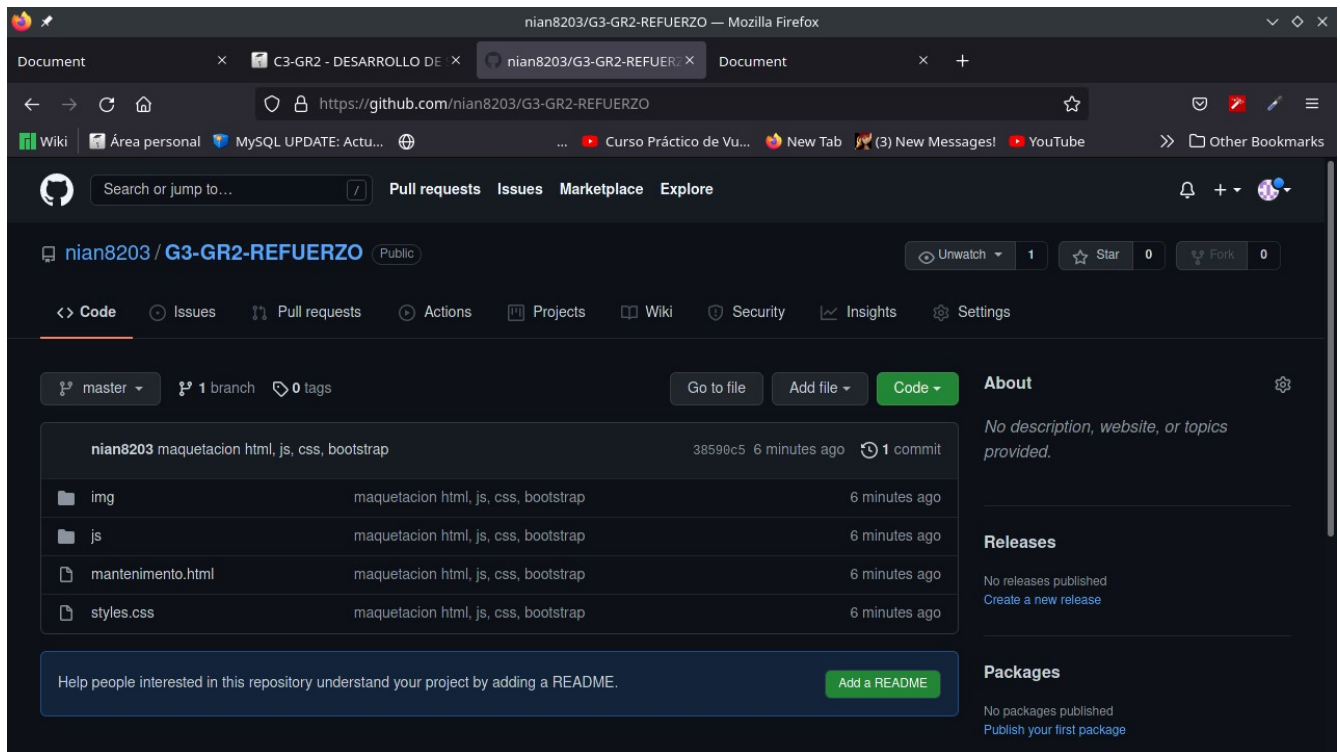 nian8203/G3-GR2-REFUERZO — Mozilla Firefox
Document C3-GR2 - DESARROLLO DE nian8203/G3-GR2-REFUERZ Document
https://github.com/nian8203/G3-GR2-REFUERZO
Wiki Área personal MySQL UPDATE: Actu... ... Curso Práctico de Vu... New Tab (3) New Messages! YouTube Other Bookmarks
Search or jump to... / Pull requests Issues Marketplace Explore
nian8203 / G3-GR2-REFUERZO Public Unwatch 1 Star 0 Fork 0
Code Issues Pull requests Actions Projects Wiki Security Insights Settings
master 1 branch 0 tags Go to file Add file Code About
No description, website, or topics
provided.
nian8203 maquetacion html, js, css, bootstrap 38590c5 6 minutes ago 1 commit
img maquetacion html, js, css, bootstrap 6 minutes ago
js maquetacion html, js, css, bootstrap 6 minutes ago
mantenimento.html maquetacion html, js, css, bootstrap 6 minutes ago
styles.css maquetacion html, js, css, bootstrap 6 minutes ago
Releases
No releases published
Create a new release
Help people interested in this repository understand your project by adding a README. Add a README
Packages
No packages published
Publish your first package